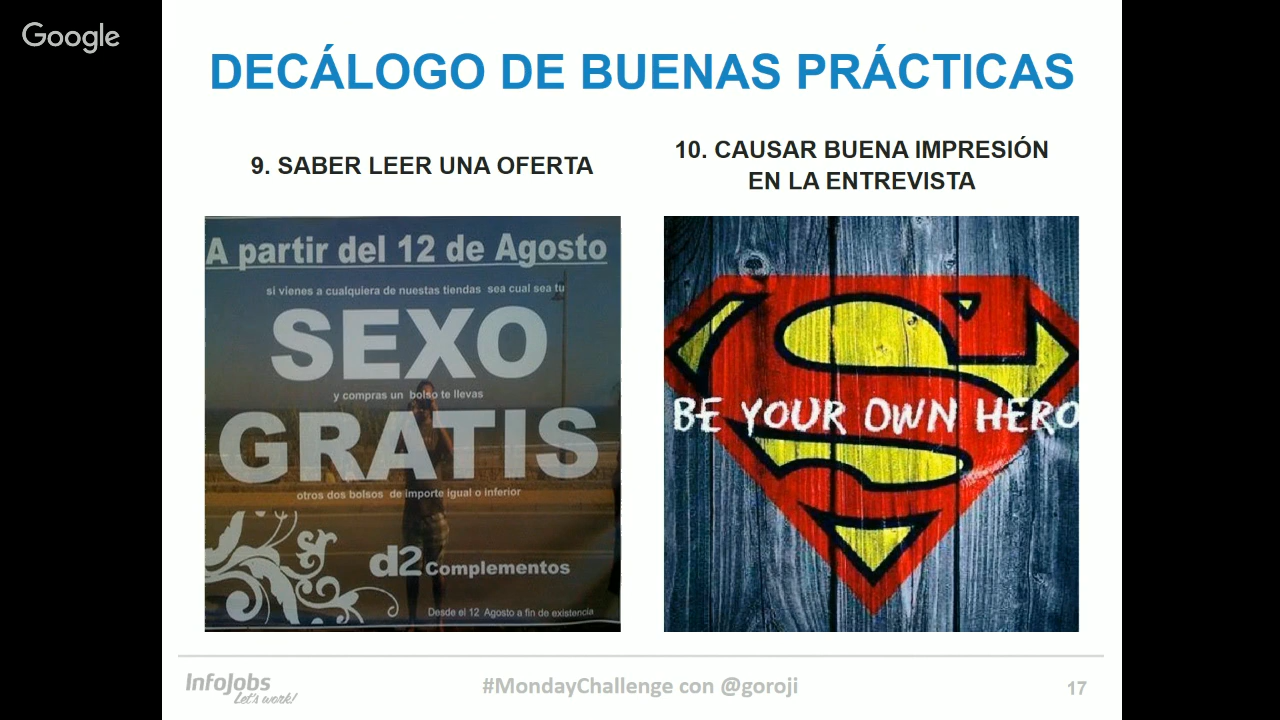 Google
DECÁLOGO DE BUENAS PRÁCTICAS
9. SABER LEER UNA OFERTA
A partir del 12 de Agosto
si vienes a cualquiera de nuestas tiendas sea cual sea tu
SEXO
y compras un bolso te llevas
GRATIS
otros dos bolsos de importe igual o inferior
d2 Complementos
Desde el 12 Agosto a fin de existencia
10. CAUSAR BUENA IMPRESIÓN
EN LA ENTREVISTA
BE YOUR OWN HERO
InfoJobs
Let's work!
#MondayChallenge con @goroji
17